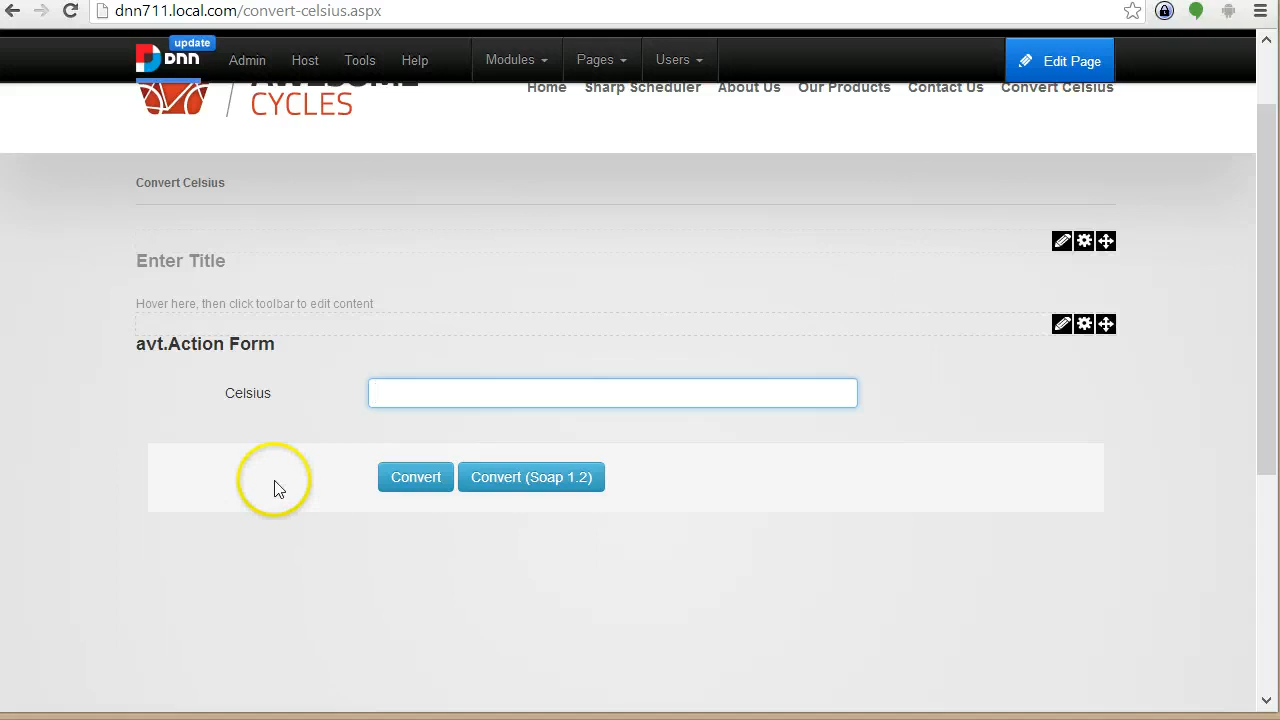 dnn711.local.com/convert-celsius.aspx
update
DNN Admin Host Tools Help Modules Pages Users Edit Page
AWESOME
CYCLES
Home Sharp Scheduler About Us Our Products Contact Us Convert Celsius
Convert Celsius
Enter Title
Hover here, then click toolbar to edit content
avt.Action Form
Celsius
Convert Convert (Soap 1.2)